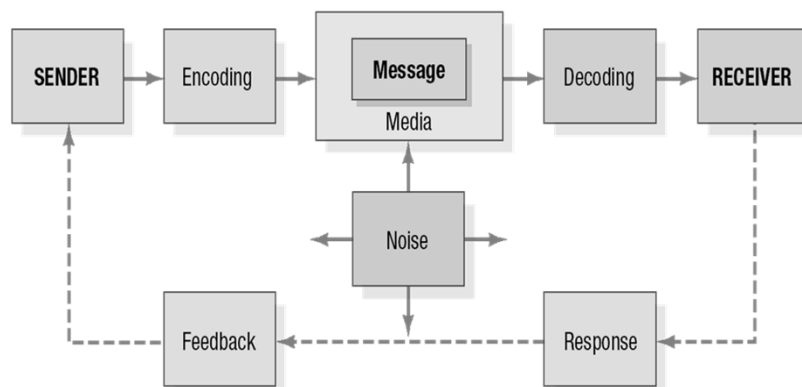 SENDER
Encoding
Message
Media
Decoding
RECEIVER
Noise
Feedback
Response